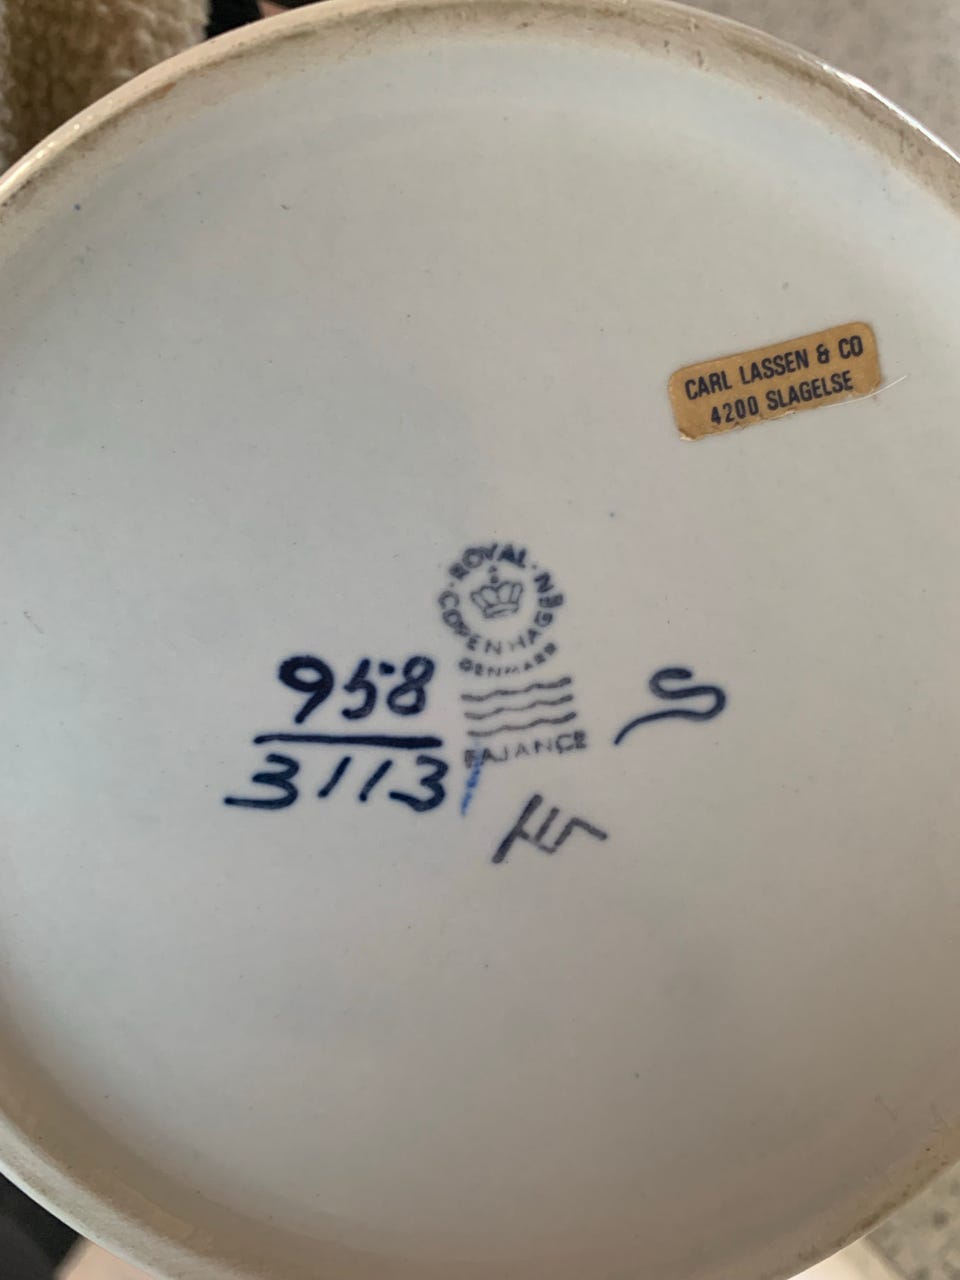 CARL LASSEN & CO
4200 SLAGELSE
ROYAL COPENHAGEN
DENMARK
FAJANCE
958
3113
S